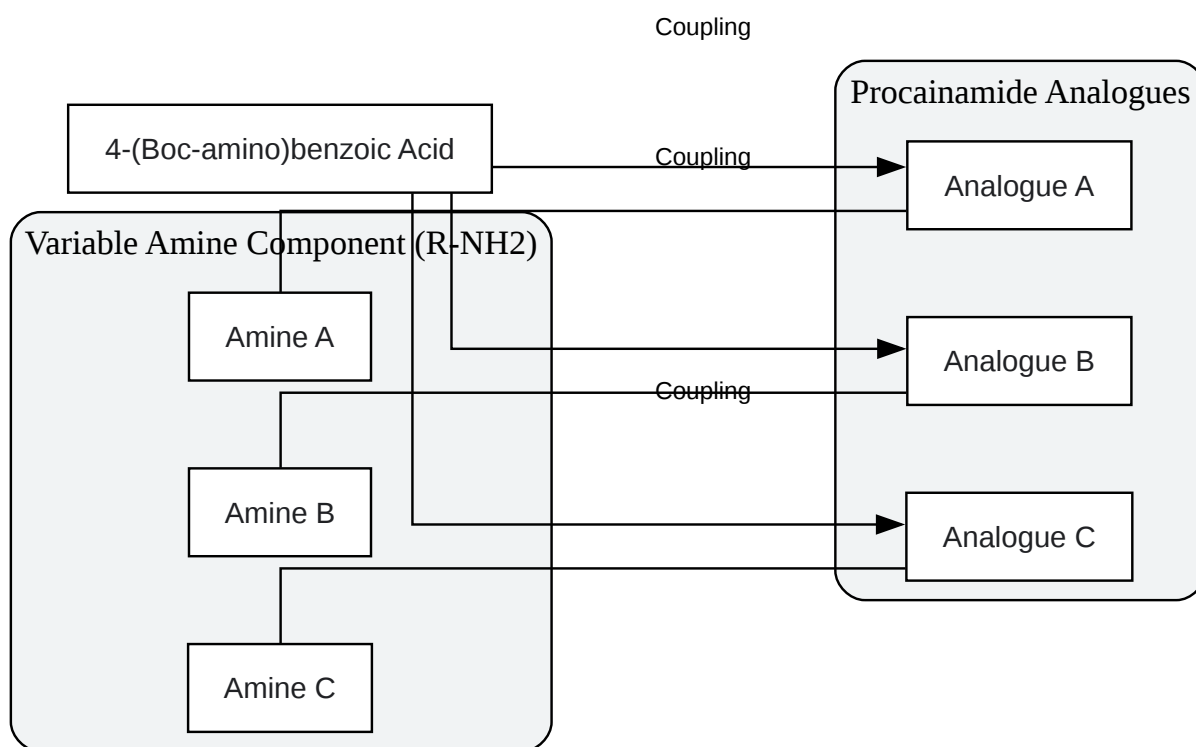 Coupling
Procainamide Analogues
4-(Boc-amino)benzoic Acid
Coupling
Analogue A
Variable Amine Component (R-NH2)
Amine A
Analogue B
Coupling
Amine B
Analogue C
Amine C